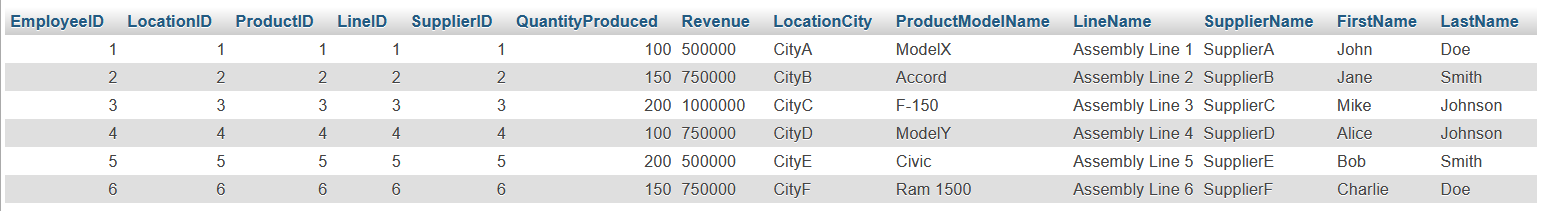 EmployeeID LocationID ProductID LineID SupplierID QuantityProduced Revenue LocationCity ProductModelName LineName SupplierName FirstName LastName
1 1 1 1 1 100 500000 CityA ModelX Assembly Line 1 SupplierA John Doe
2 2 2 2 2 150 750000 CityB Accord Assembly Line 2 SupplierB Jane Smith
3 3 3 3 3 200 1000000 CityC F-150 Assembly Line 3 SupplierC Mike Johnson
4 4 4 4 4 100 750000 CityD ModelY Assembly Line 4 SupplierD Alice Johnson
5 5 5 5 5 200 500000 CityE Civic Assembly Line 5 SupplierE Bob Smith
6 6 6 6 6 150 750000 CityF Ram 1500 Assembly Line 6 SupplierF Charlie Doe